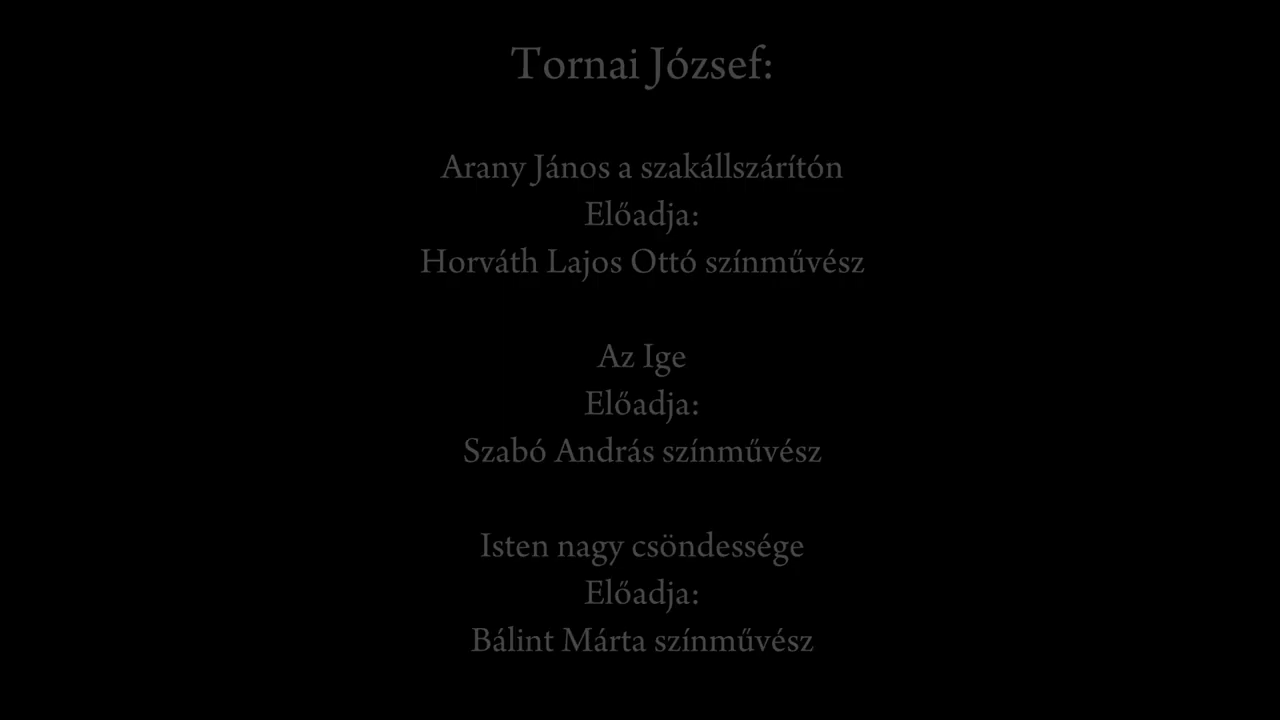 Tornai József:
Arany János a szakállszárítón
Előadja:
Horváth Lajos Ottó színművész
Az Ige
Előadja:
Szabó András színművész
Isten nagy csöndessége
Előadja:
Bálint Márta színművész